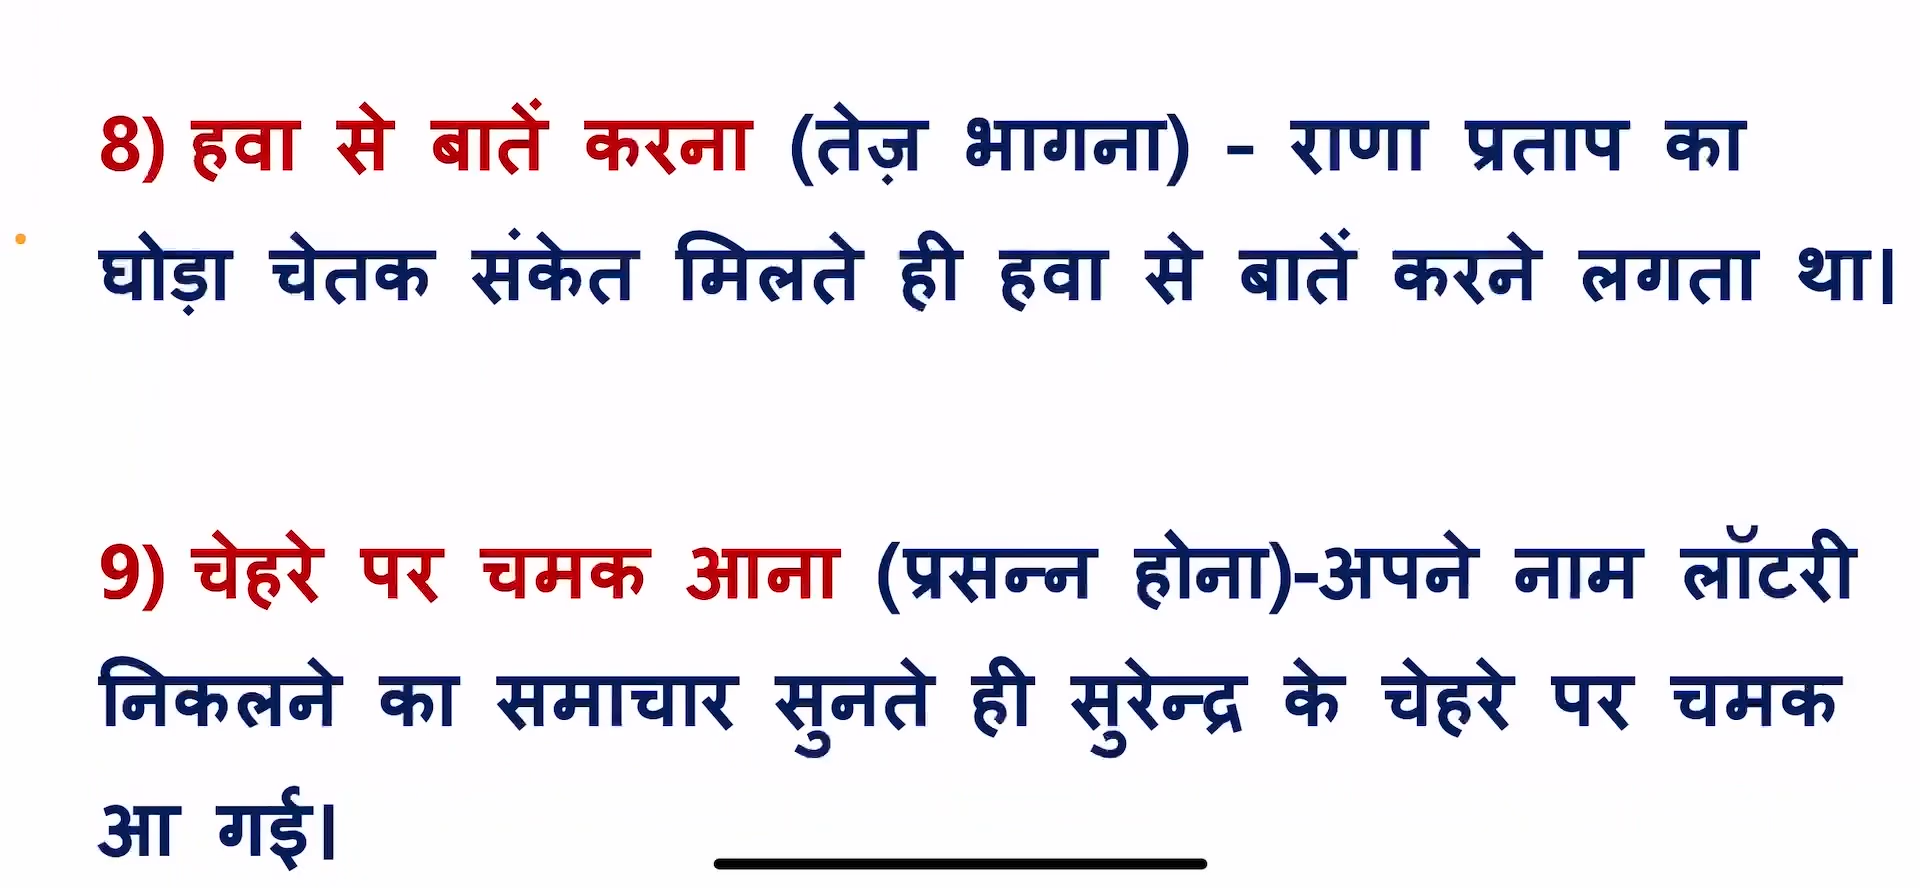 8) हवा से बातें करना (तेज़ भागना) - राणा प्रताप का
घोड़ा चेतक संकेत मिलते ही हवा से बातें करने लगता था।
9) चेहरे पर चमक आना (प्रसन्न होना)-अपने नाम लॉटरी
निकलने का समाचार सुनते ही सुरेन्द्र के चेहरे पर चमक
आ गई।